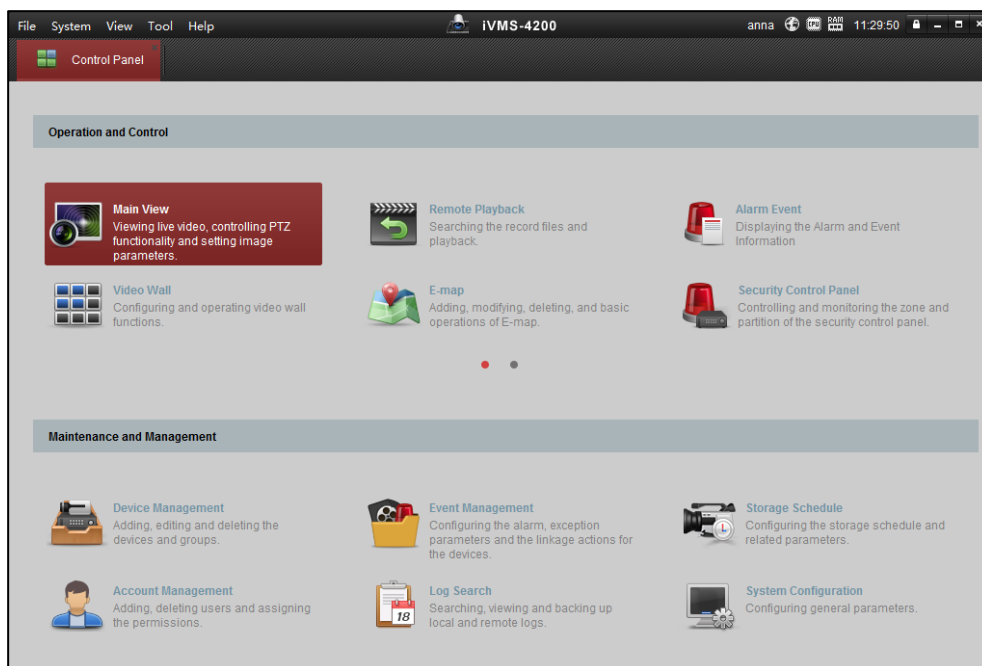 File System View Tool Help iVMS-4200 anna CPU RAM 11:29:50
Control Panel
Operation and Control
Main View
Viewing live video, controlling PTZ
functionality and setting image
parameters.
Remote Playback
Searching the record files and
playback.
Alarm Event
Displaying the Alarm and Event
Information
Video Wall
Configuring and operating video wall
functions.
E-map
Adding, modifying, deleting, and basic
operations of E-map.
Security Control Panel
Controlling and monitoring the zone and
partition of the security control panel.
Maintenance and Management
Device Management
Adding, editing and deleting the
devices and groups.
Event Management
Configuring the alarm, exception
parameters and the linkage actions for
the devices.
Storage Schedule
Configuring the storage schedule and
related parameters.
Account Management
Adding, deleting users and assigning
the permissions.
Log Search
Searching, viewing and backing up
local and remote logs.
18
System Configuration
Configuring general parameters.